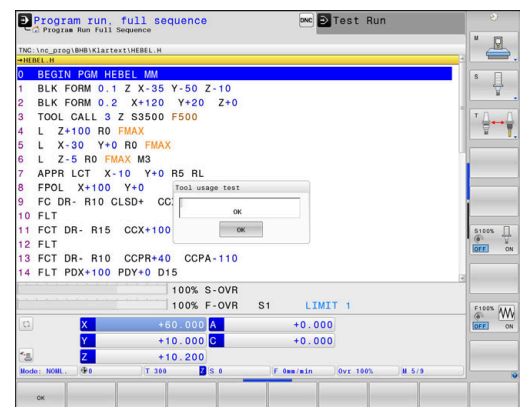 Program run, full sequence
DNC
Test Run
Program Run Full Sequence
TNC:\nc_prog\BHB\Klartext\HEBEL.H
→HEBEL.H
0 BEGIN PGM HEBEL MM
1 BLK FORM 0.1 Z X-35 Y-50 Z-10
2 BLK FORM 0.2 X+120 Y+20 Z+0
3 TOOL CALL 3 Z S3500 F500
4 L Z+100 R0 FMAX
5 L X-30 Y+0 R0 FMAX
6 L Z-5 R0 FMAX M3
7 APPR LCT X-10 Y+0 R5 RL
8 FPOL X+100 Y+0
9 FC DR- R10 CLSD+ CC
10 FLT
11 FCT DR- R15 CCX+100
12 FLT
13 FCT DR- R10 CCPR+40 CCPA-110
14 FLT PDX+100 PDY+0 D15
Tool usage test
OK
OK
100% S-OVR
100% F-OVR S1 LIMIT 1
X +60.000 A +0.000
Y +10.000 C +0.000
Z +10.200
Mode: NOML. 0 T 300 Z S 0 F 0mm/min Ovr 100% M 5/9
OK
M
S
T
S100%
OFF ON
F100%
OFF ON